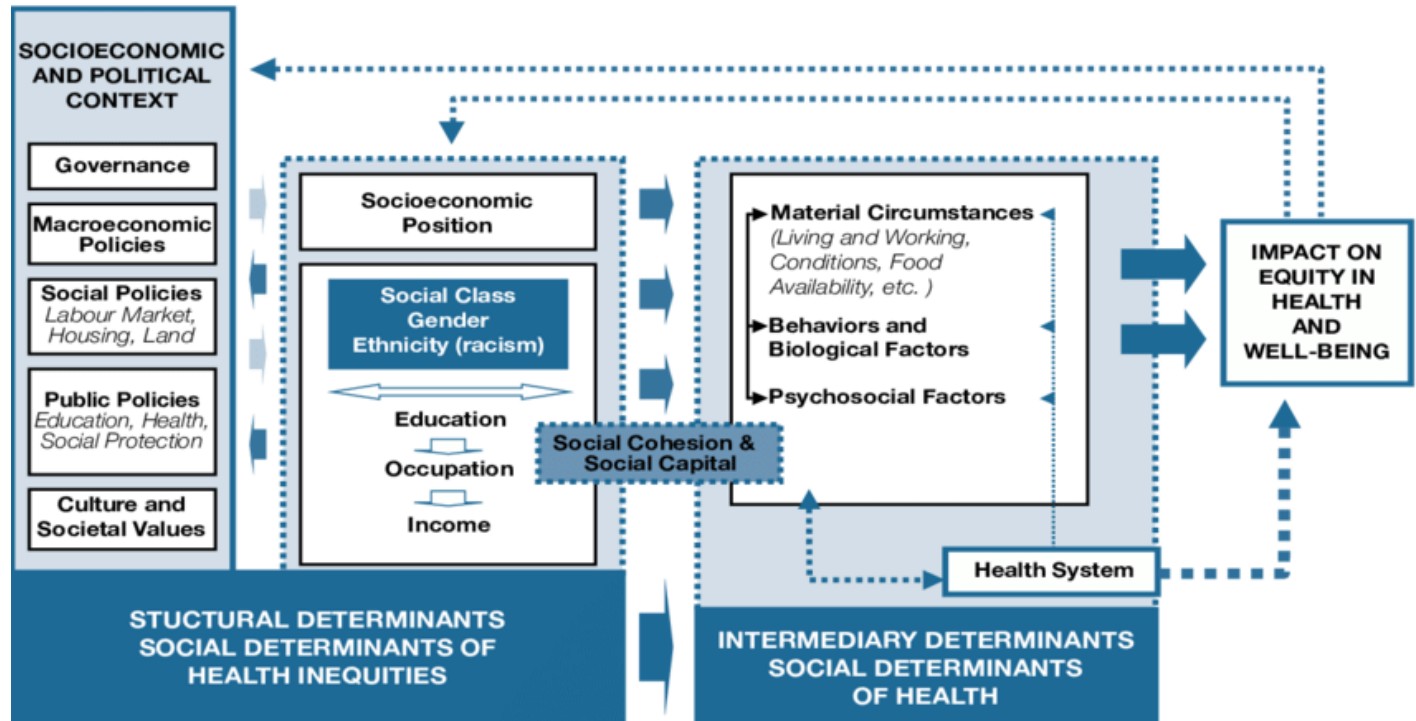 SOCIOECONOMIC
AND POLITICAL
CONTEXT
Governance
Macroeconomic
Policies
Social Policies
Labour Market,
Housing, Land
Public Policies
Education, Health,
Social Protection
Culture and
Societal Values
Socioeconomic
Position
Social Class
Gender
Ethnicity (racism)
Education
Occupation
Income
Social Cohesion &
Social Capital
Material Circumstances
(Living and Working,
Conditions, Food
Availability, etc. )
Behaviors and
Biological Factors
Psychosocial Factors
Health System
IMPACT ON
EQUITY IN
HEALTH
AND
WELL-BEING
STUCTURAL DETERMINANTS
SOCIAL DETERMINANTS OF
HEALTH INEQUITIES
INTERMEDIARY DETERMINANTS
SOCIAL DETERMINANTS
OF HEALTH